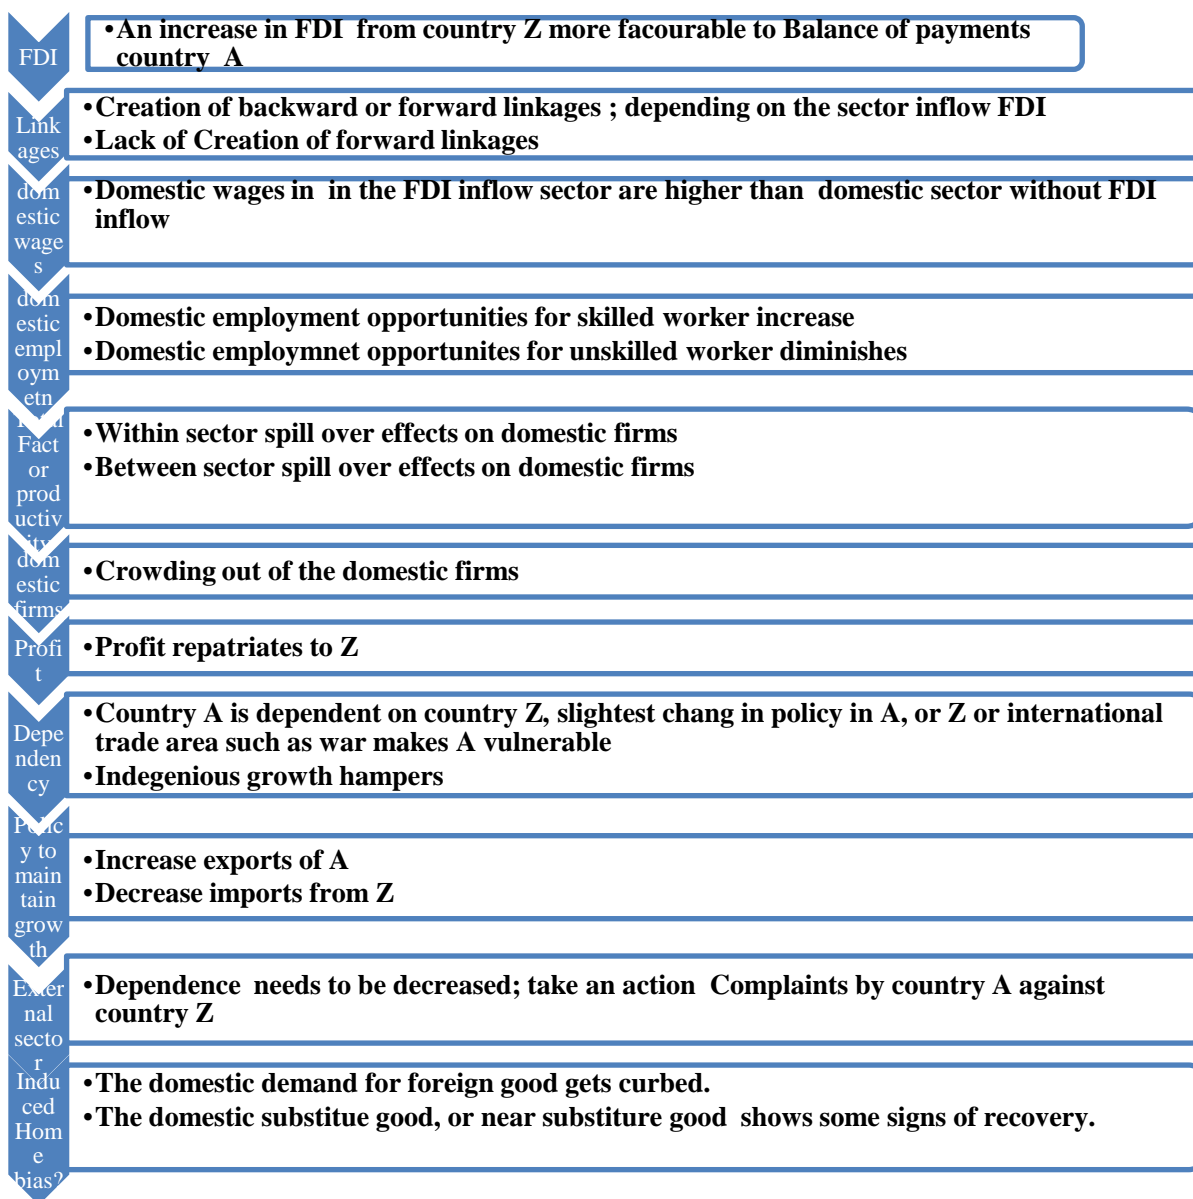 FDI
•An increase in FDI  from country Z more facourable to Balance of payments
country  A
Link
ages
•Creation of backward or forward linkages ; depending on the sector inflow FDI
•Lack of Creation of forward linkages
dom
estic
wage
s
•Domestic wages in  in the FDI inflow sector are higher than  domestic sector without FDI
inflow
dom
estic
empl
oym
etn
•Domestic employment opportunities for skilled worker increase
•Domestic employmnet opportunites for unskilled worker diminishes
Fact
or
prod
uctiv
ity
•Within sector spill over effects on domestic firms
•Between sector spill over effects on domestic firms
dom
estic
firms
•Crowding out of the domestic firms
Profi
t
•Profit repatriates to Z
Depe
nden
cy
•Country A is dependent on country Z, slightest chang in policy in A, or Z or international
trade area such as war makes A vulnerable
•Indegenious growth hampers
Polic
y to
main
tain
grow
th
•Increase exports of A
•Decrease imports from Z
Exter
nal
secto
r
•Dependence  needs to be decreased; take an action  Complaints by country A against
country Z
Indu
ced
Hom
e
bias?
•The domestic demand for foreign good gets curbed.
•The domestic substitue good, or near substiture good  shows some signs of recovery.